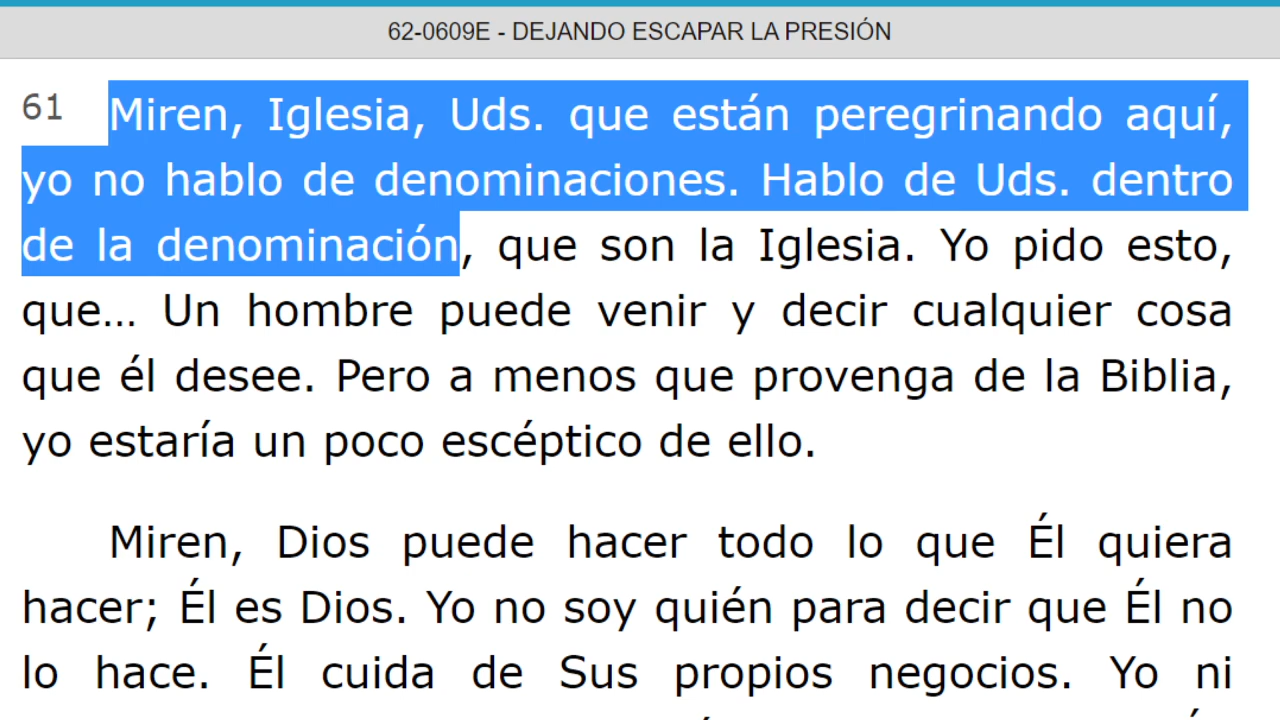 62-0609E - DEJANDO ESCAPAR LA PRESIÓN
61 Miren, Iglesia, Uds. que están peregrinando aquí,
yo no hablo de denominaciones. Hablo de Uds. dentro
de la denominación, que son la Iglesia. Yo pido esto,
que… Un hombre puede venir y decir cualquier cosa
que él desee. Pero a menos que provenga de la Biblia,
yo estaría un poco escéptico de ello.
Miren, Dios puede hacer todo lo que Él quiera
hacer; Él es Dios. Yo no soy quién para decir que Él no
lo hace. Él cuida de Sus propios negocios. Yo ni